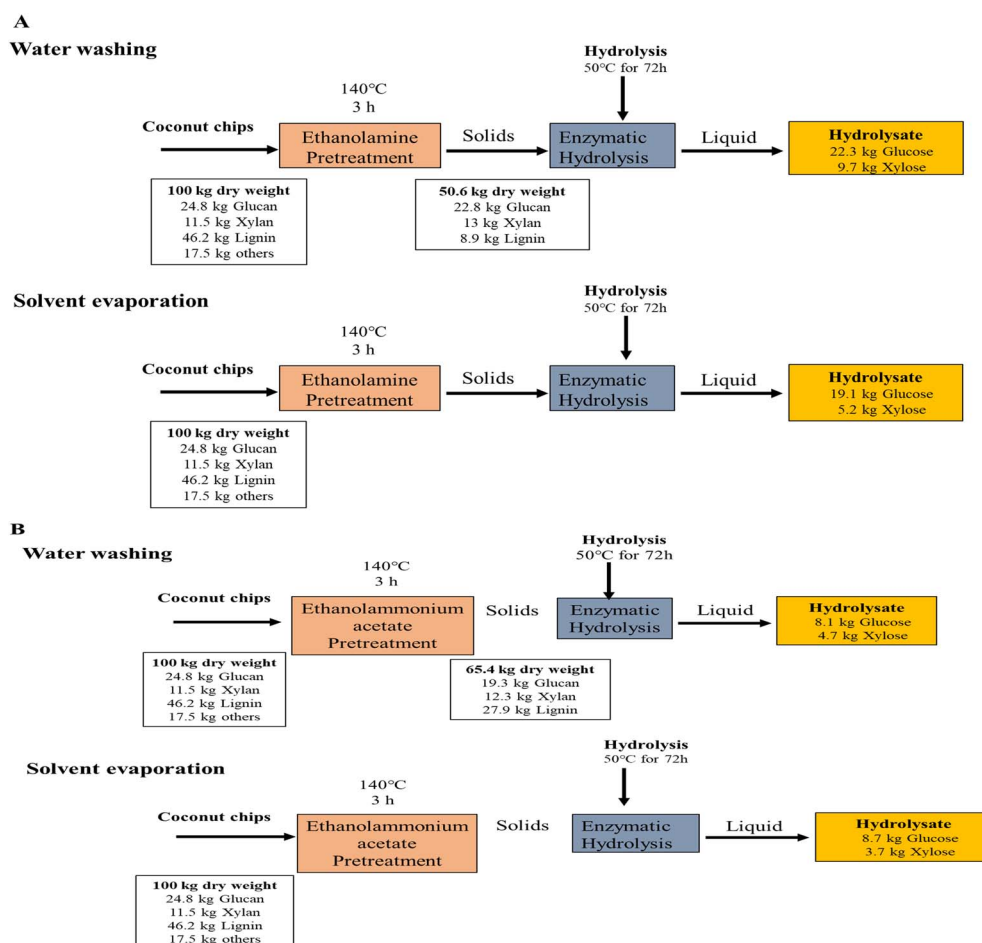 A
Water washing
Hydrolysis
50℃ for 72h
140℃
3 h
Coconut chips
Ethanolamine
Pretreatment
Solids
Enzymatic
Hydrolysis
Liquid
Hydrolysate
22.3 kg Glucose
9.7 kg Xylose
100 kg dry weight
24.8 kg Glucan
11.5 kg Xylan
46.2 kg Lignin
17.5 kg others
50.6 kg dry weight
22.8 kg Glucan
13 kg Xylan
8.9 kg Lignin
Solvent evaporation
Hydrolysis
50℃ for 72h
140℃
3 h
Coconut chips
Ethanolamine
Pretreatment
Solids
Enzymatic
Hydrolysis
Liquid
Hydrolysate
19.1 kg Glucose
5.2 kg Xylose
100 kg dry weight
24.8 kg Glucan
11.5 kg Xylan
46.2 kg Lignin
17.5 kg others
B
Water washing
Hydrolysis
50℃ for 72h
140℃
3 h
Coconut chips
Ethanolammonium
acetate
Pretreatment
Solids
Enzymatic
Hydrolysis
Liquid
Hydrolysate
8.1 kg Glucose
4.7 kg Xylose
100 kg dry weight
24.8 kg Glucan
11.5 kg Xylan
46.2 kg Lignin
17.5 kg others
65.4 kg dry weight
19.3 kg Glucan
12.3 kg Xylan
27.9 kg Lignin
Solvent evaporation
Hydrolysis
50℃ for 72h
140℃
3 h
Coconut chips
Ethanolammonium
acetate
Pretreatment
Solids
Enzymatic
Hydrolysis
Liquid
Hydrolysate
8.7 kg Glucose
3.7 kg Xylose
100 kg dry weight
24.8 kg Glucan
11.5 kg Xylan
46.2 kg Lignin
17.5 kg others